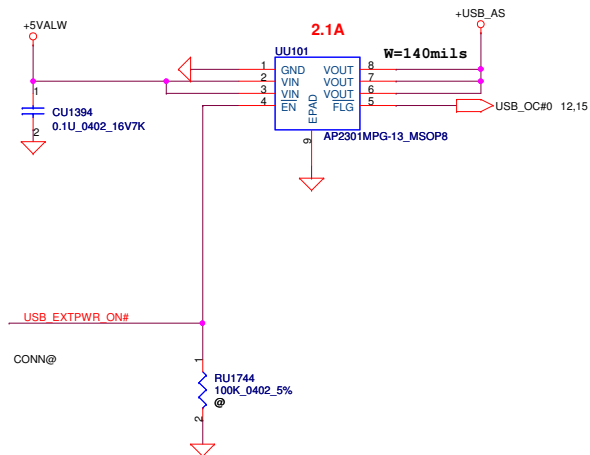 +5VALW
2.1A
+USB_AS
UU101
W=140mils
1 GND VOUT 8
2 VIN VOUT 7
3 VIN VOUT 6
4 EN FLG 5
EPAD
9
USB_OC#0 12,15
AP2301MPG-13_MSOP8
1
CU1394
0.1U_0402_16V7K
2
USB_EXTPWR_ON#
CONN@
1
RU1744
100K_0402_5%
@
2